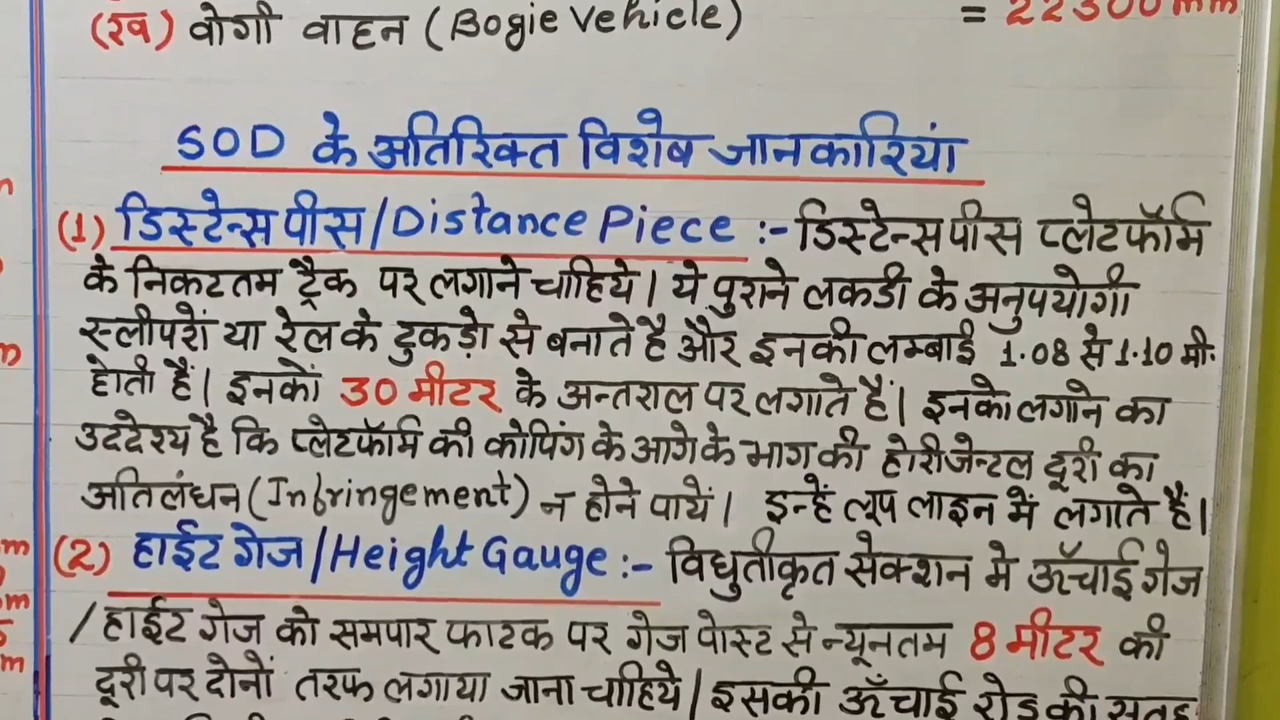 (ख) वोगी वाहन (Bogie Vehicle) = 22300mm
SOD के अतिरिक्त विशेष जानकारियां
(1) डिस्टेन्स पीस/Distance Piece :- डिस्टेन्स पीस प्लेटफॉर्म
के निकटतम ट्रैक पर लगाने चाहिये। ये पुराने लकडी के अनुपयोगी
स्लीपरों या रेल के टुकड़ो से बनाते है और इनकी लम्बाई 1.08 से 1.10 मी.
होती हैं। इनकों 30 मीटर के अन्तराल पर लगाते हैं। इनको लगाने का
उददेश्य है कि प्लेटफॉर्म की कोपिंग के आगे के भाग की होरीजेन्टल दूरी का
अतिलंघन (Infringement) न होने पायें। इन्हें लूप लाइन में लगाते हैं।
(2) हाईट गेज/Height Gauge :- विधुतीकृत सेक्शन मे ऊँचाई गेज
/हाईट गेज को समपार फाटक पर गेज पोस्ट से न्यूनतम 8 मीटर की
दूरी पर दोनों तरफ लगाया जाना चाहिये। इसकी ऊँचाई रोड की सतह